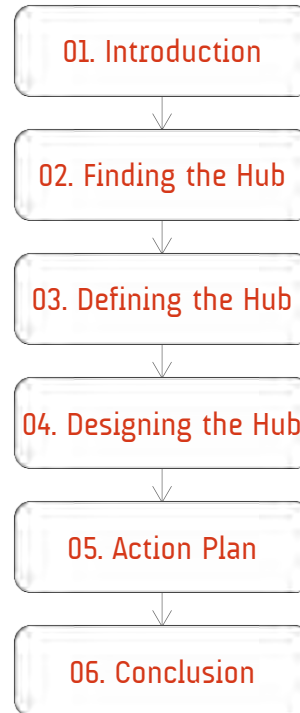 01. Introduction
02. Finding the Hub
03. Defining the Hub
04. Designing the Hub
05. Action Plan
06. Conclusion